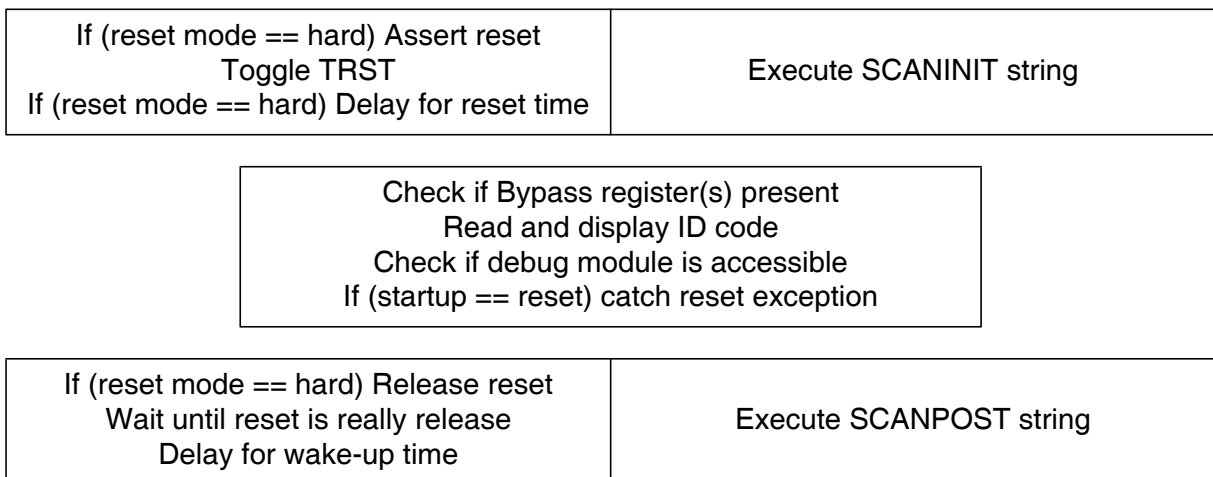 If (reset mode == hard) Assert reset
Toggle TRST
If (reset mode == hard) Delay for reset time
Execute SCANINIT string
Check if Bypass register(s) present
Read and display ID code
Check if debug module is accessible
If (startup == reset) catch reset exception
If (reset mode == hard) Release reset
Wait until reset is really release
Delay for wake-up time
Execute SCANPOST string